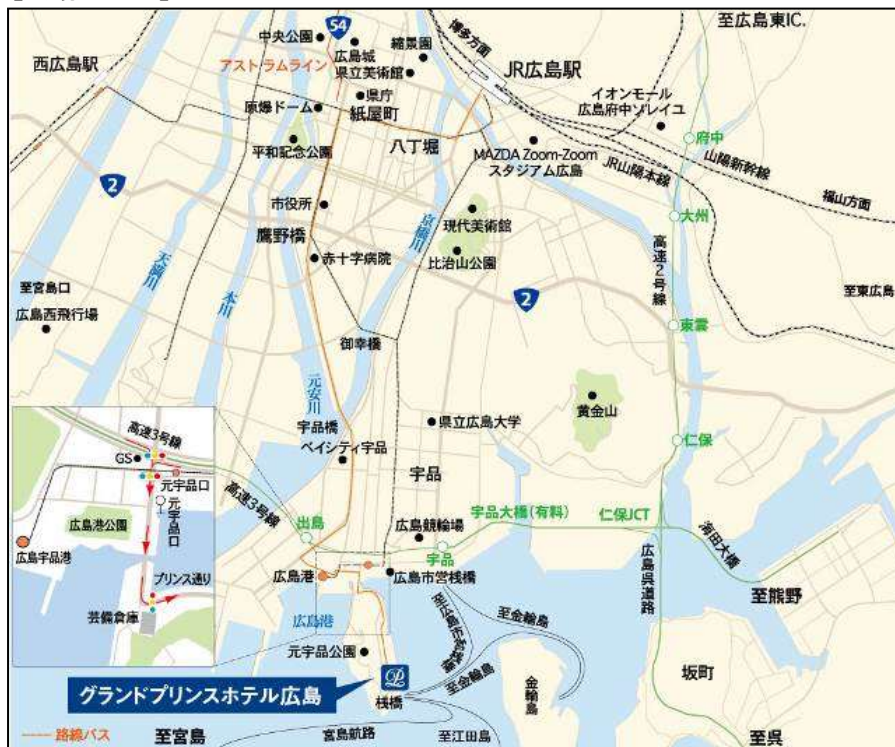 54
至広島東IC.
中央公園
広島城
縮景園
博多方面
西広島駅
アストラムライン
県立美術館
JR広島駅
イオンモール
広島府中ソレイユ
県庁
原爆ドーム
紙屋町
府中
八丁堀
平和記念公園
MAZDA Zoom-Zoom
スタジアム広島
JR山陽本線
山陽新幹線
2
福山方面
市役所
京橋川
現代美術館
大州
鷹野橋
天満川
本川
赤十字病院
比治山公園
高速2号線
至宮島口
広島西飛行場
2
至東広島
東雲
御幸橋
元安川
黄金山
宇品橋
県立広島大学
ベイシティ宇品
仁保
高速3号線
GS
元宇品口
元宇品口
広島港公園
広島宇品港
プリンス通り
芸備倉庫
宇品
高速3号線
広島競輪場
宇品大橋(有料)
仁保JCT
海田大橋
出島
宇品
広島港
広島市営桟橋
広島呉道路
至熊野
広島港
至金輪島
元宇品公園
至金輪島
坂町
金輪島
グランドプリンスホテル広島
桟橋
路線バス
至宮島
宮島航路
至江田島
至呉